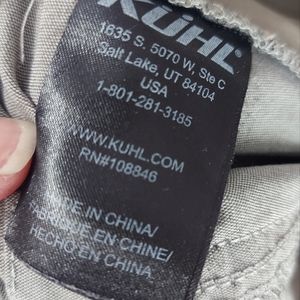 KÜHL
1635 S. 5070 W, Ste C
Salt Lake, UT 84104
USA
1-801-281-3185
WWW.KUHL.COM
RN#108846
MADE IN CHINA/
FABRIQUÉ EN CHINE/
HECHO EN CHINA